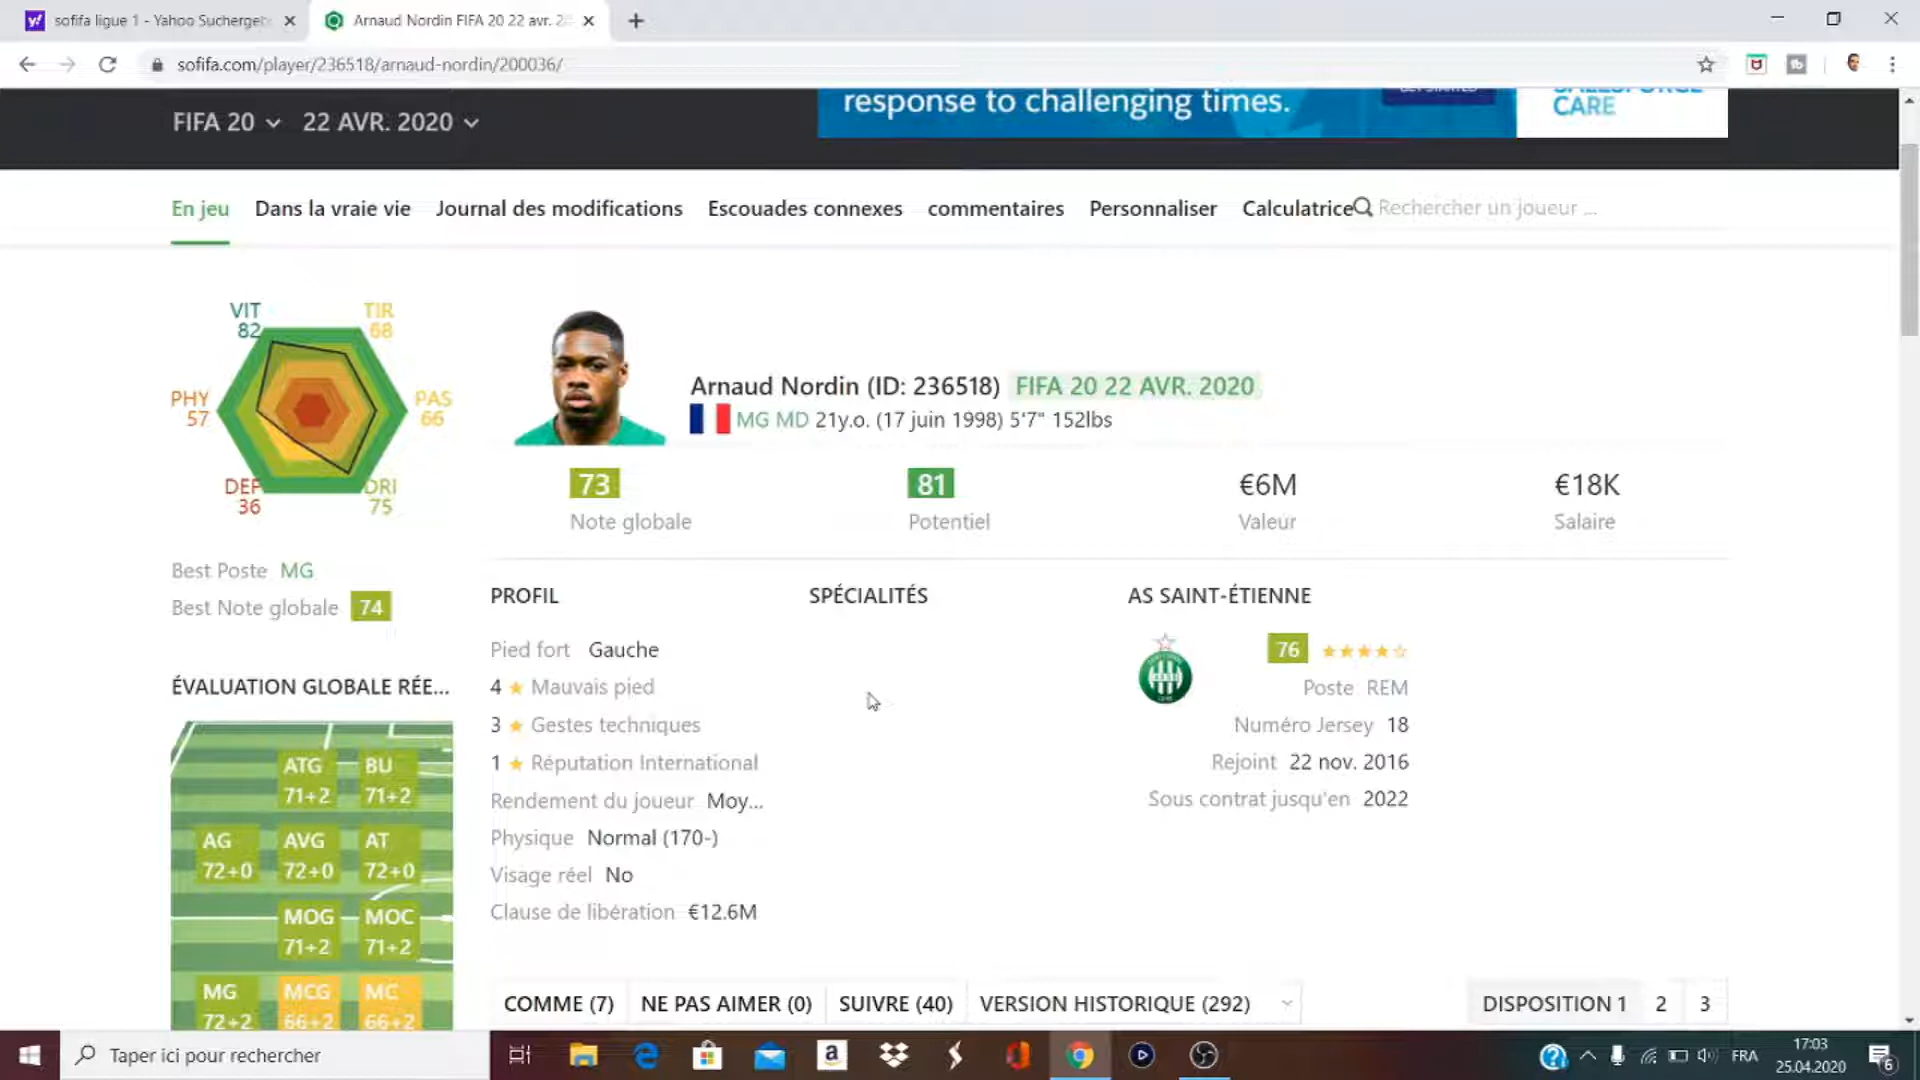 sofifa ligue 1 - Yahoo Suchergeb
Arnaud Nordin FIFA 20 22 avr. 2
sofifa.com/player/236518/arnaud-nordin/200036/
response to challenging times.
CARE
FIFA 20 22 AVR. 2020
En jeu Dans la vraie vie Journal des modifications Escouades connexes commentaires Personnaliser Calculatrice Rechercher un joueur ...
VIT TIR
82 68
PHY PAS
57 66
DEF DRI
36 75
Arnaud Nordin (ID: 236518) FIFA 20 22 AVR. 2020
MG MD 21y.o. (17 juin 1998) 5'7" 152lbs
73 81 €6M €18K
Note globale Potentiel Valeur Salaire
Best Poste MG
Best Note globale 74
ÉVALUATION GLOBALE RÉE...
ATG BU
71+2 71+2
AG AVG AT
72+0 72+0 72+0
MOG MOC
71+2 71+2
MG MCG MC
72+2 66+2 66+2
PROFIL
Pied fort Gauche
4 ★ Mauvais pied
3 ★ Gestes techniques
1 ★ Réputation International
Rendement du joueur Moy...
Physique Normal (170-)
Visage réel No
Clause de libération €12.6M
SPÉCIALITÉS
AS SAINT-ÉTIENNE
76
Poste REM
Numéro Jersey 18
Rejoint 22 nov. 2016
Sous contrat jusqu'en 2022
COMME (7) NE PAS AIMER (0) SUIVRE (40) VERSION HISTORIQUE (292) DISPOSITION 1 2 3
Taper ici pour rechercher
FRA
17:03
25.04.2020
6